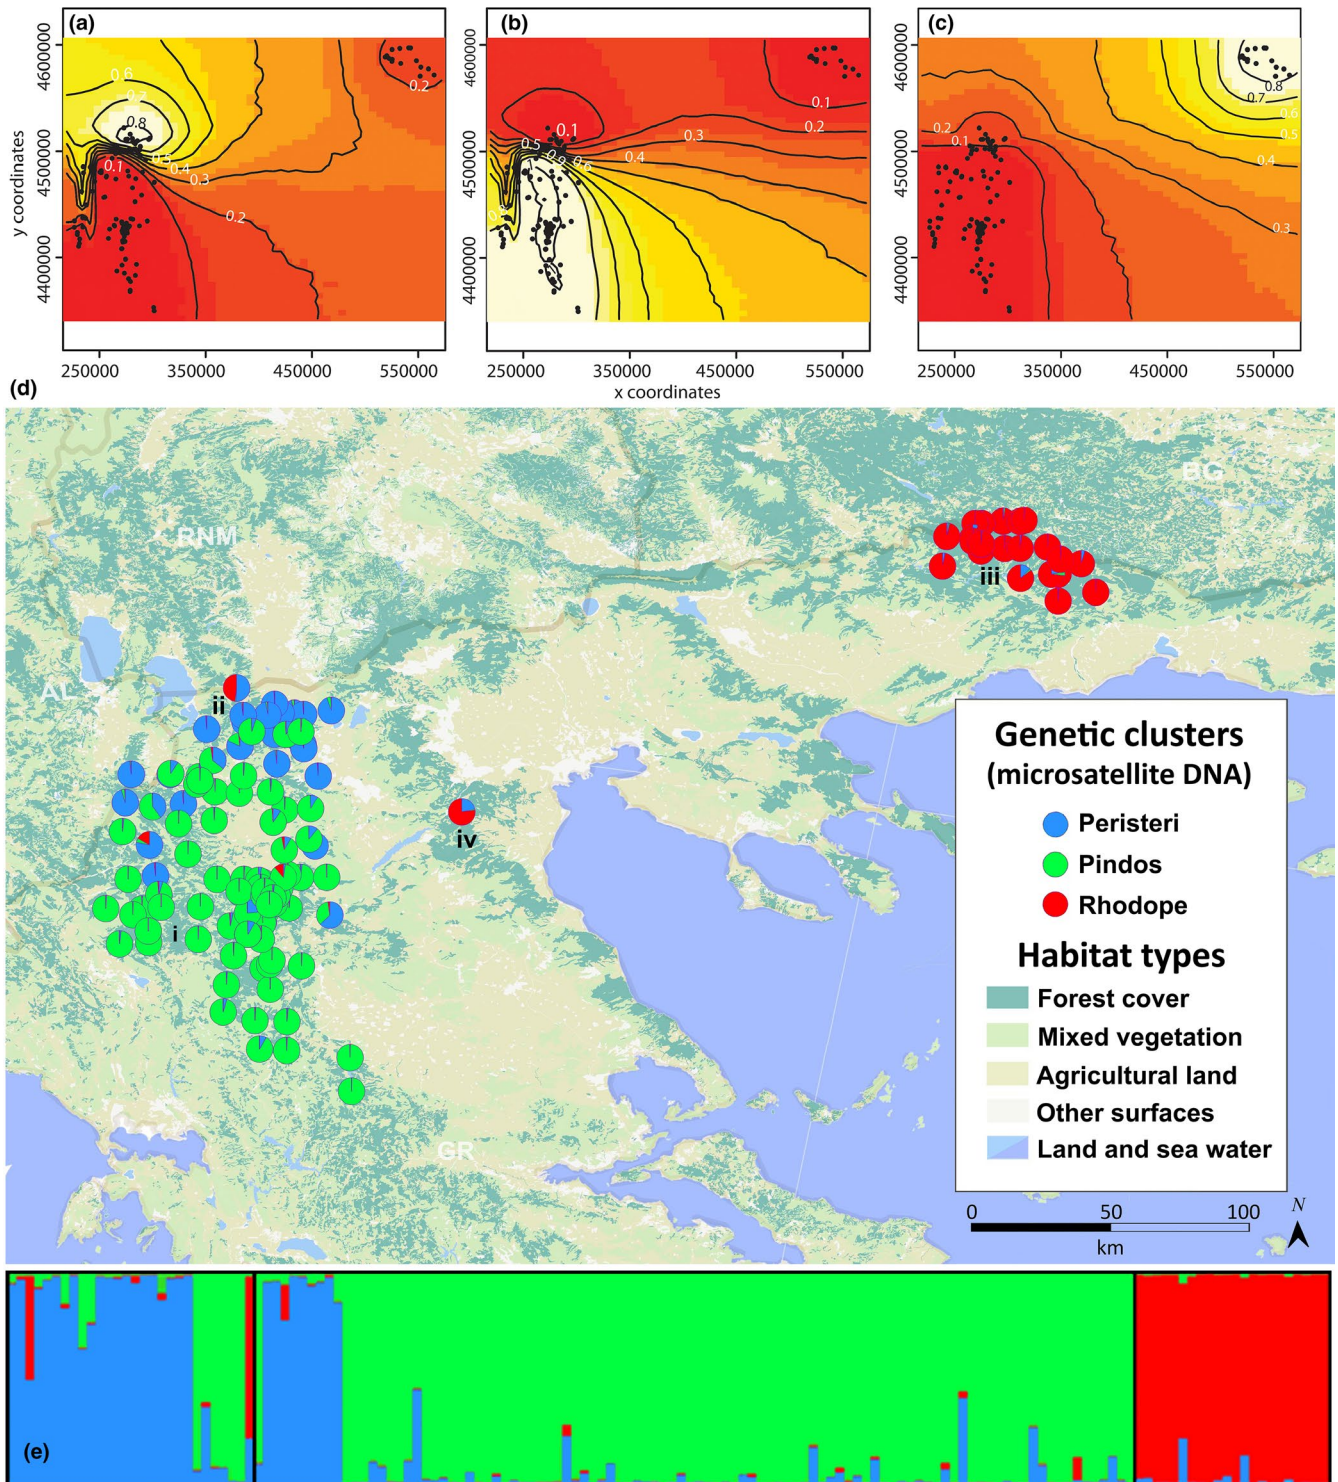 (a)
(b)
(c)
y coordinates
4600000
4500000
4400000
0.6
0.2
0.8
0.5
0.4
0.3
0.1
0.2
0.2
4600000
4500000
4400000
0.1
0.1
0.2
0.3
0.4
0.5
0.9
0.6
4600000
4500000
4400000
0.8
0.7
0.6
0.5
0.4
0.3
0.2
0.1
250000 350000 450000 550000
250000 350000 450000 550000
250000 350000 450000 550000
x coordinates
(d)
BG
RNM
iii
AL
ii
iv
i
GR
Genetic clusters
(microsatellite DNA)
Peristeri
Pindos
Rhodope
Habitat types
Forest cover
Mixed vegetation
Agricultural land
Other surfaces
Land and sea water
0 50 100
km
N
(e)